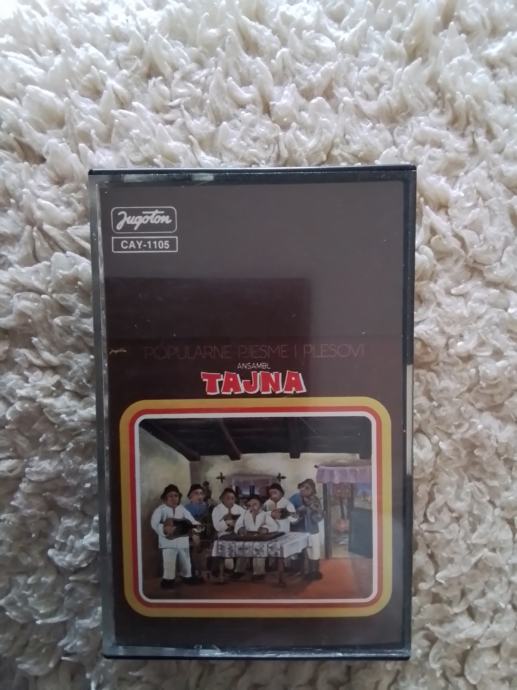 Jugoton
CAY-1105
POPULARNE PJESME I PLESOVI
ANSAMBL
TAJNA